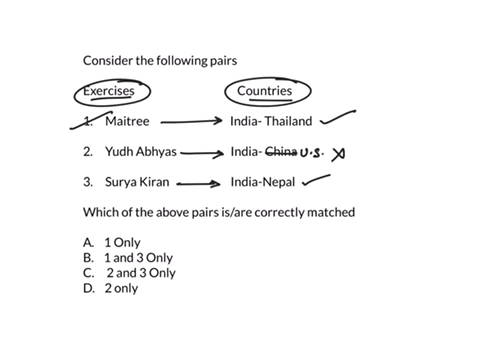 Consider the following pairs
Exercises Countries
1. Maitree India- Thailand
2. Yudh Abhyas India- China U.S.
3. Surya Kiran India-Nepal
Which of the above pairs is/are correctly matched
A. 1 Only
B. 1 and 3 Only
C. 2 and 3 Only
D. 2 only